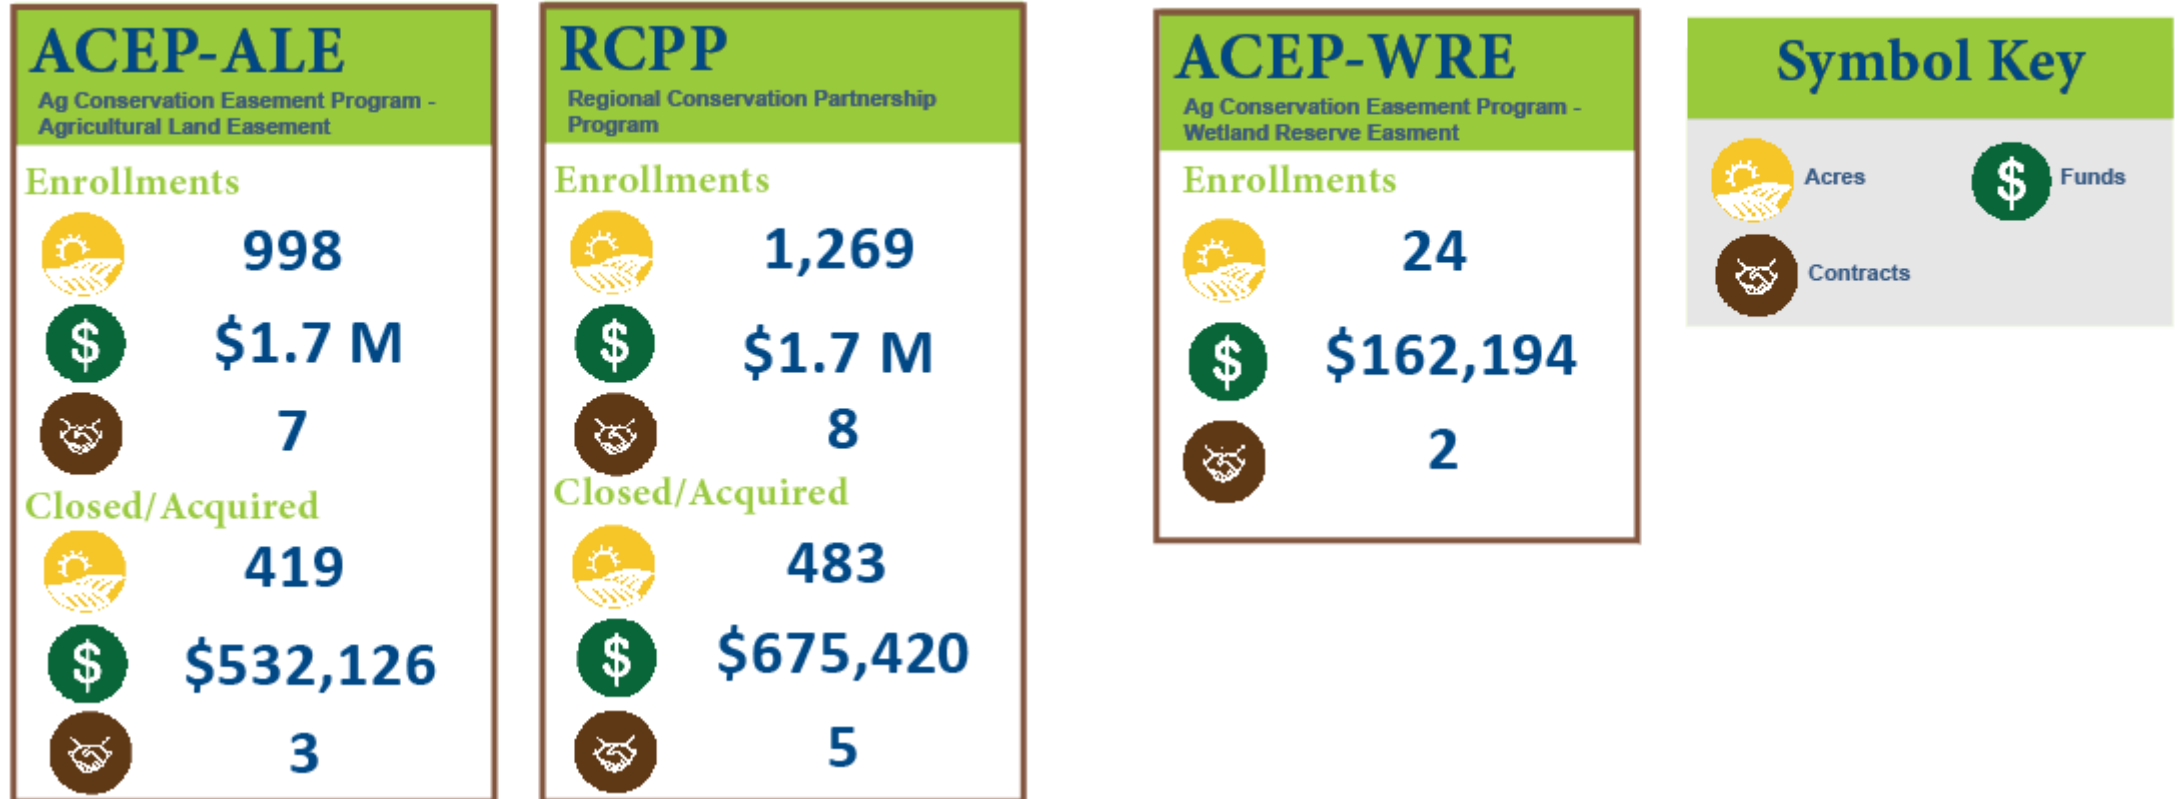 ACEP-ALE
Ag Conservation Easement Program -
Agricultural Land Easement
Enrollments
998
$1.7 M
7
Closed/Acquired
419
$532,126
3
RCPP
Regional Conservation Partnership
Program
Enrollments
1,269
$1.7 M
8
Closed/Acquired
483
$675,420
5
ACEP-WRE
Ag Conservation Easement Program -
Wetland Reserve Easment
Enrollments
24
$162,194
2
Symbol Key
Acres
$ Funds
Contracts